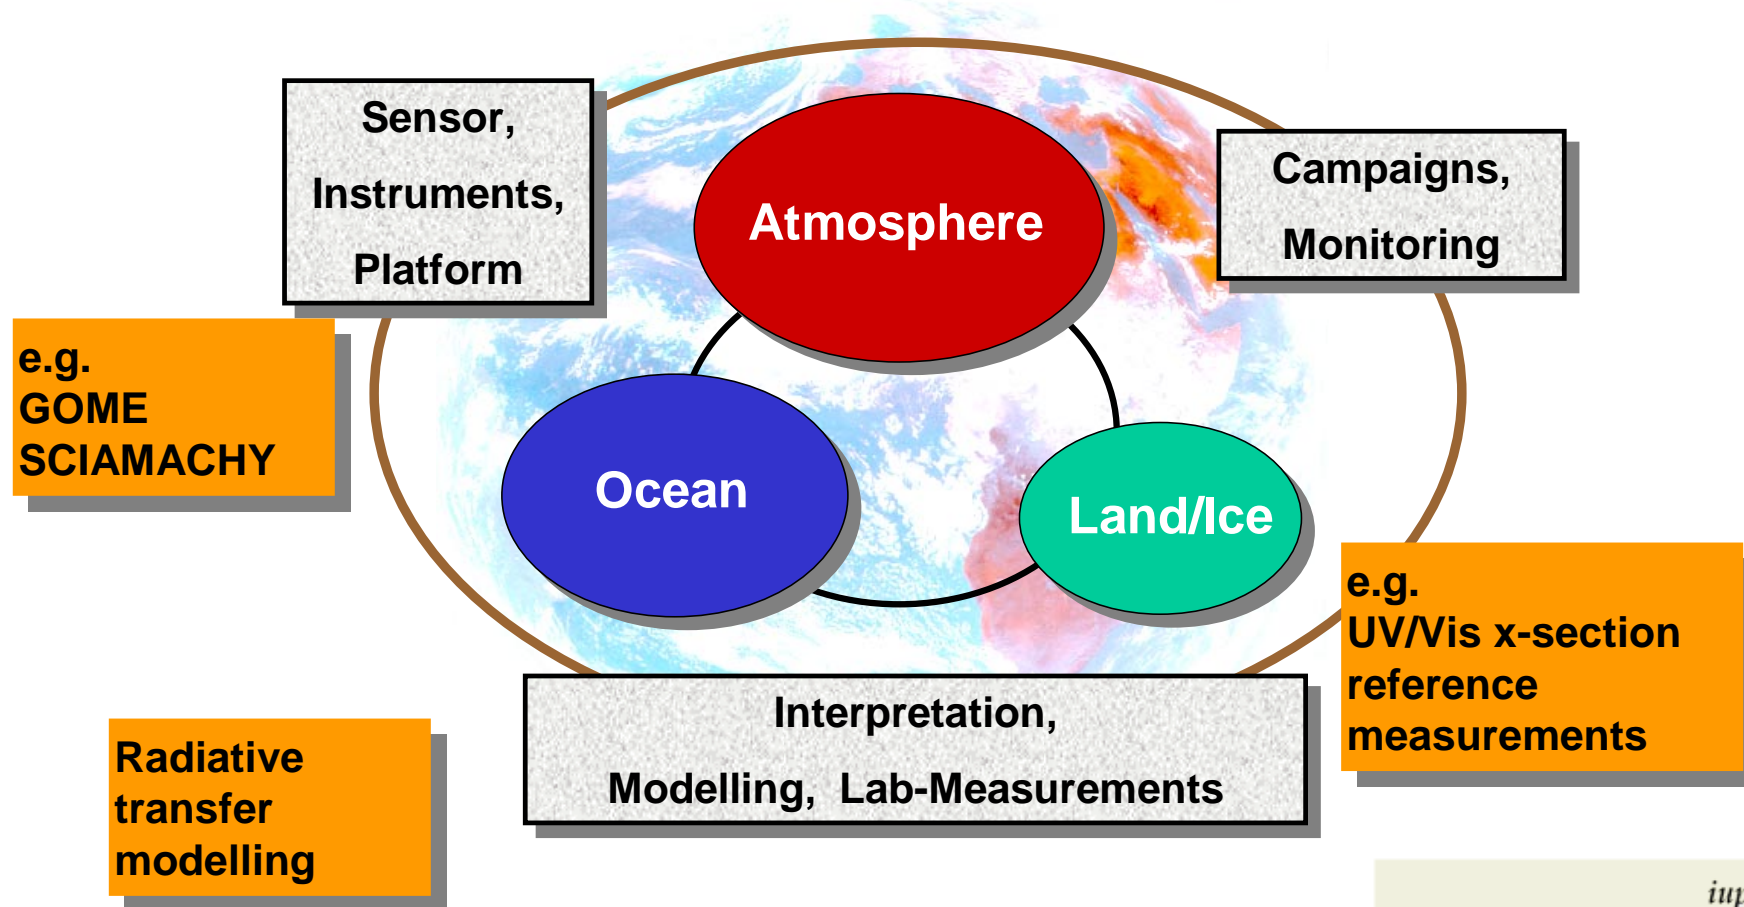 Sensor,
Instruments,
Platform
Atmosphere
Campaigns,
Monitoring
e.g.
GOME
SCIAMACHY
Ocean
Land/Ice
e.g.
UV/Vis x-section
reference
measurements
Interpretation,
Modelling, Lab-Measurements
Radiative
transfer
modelling